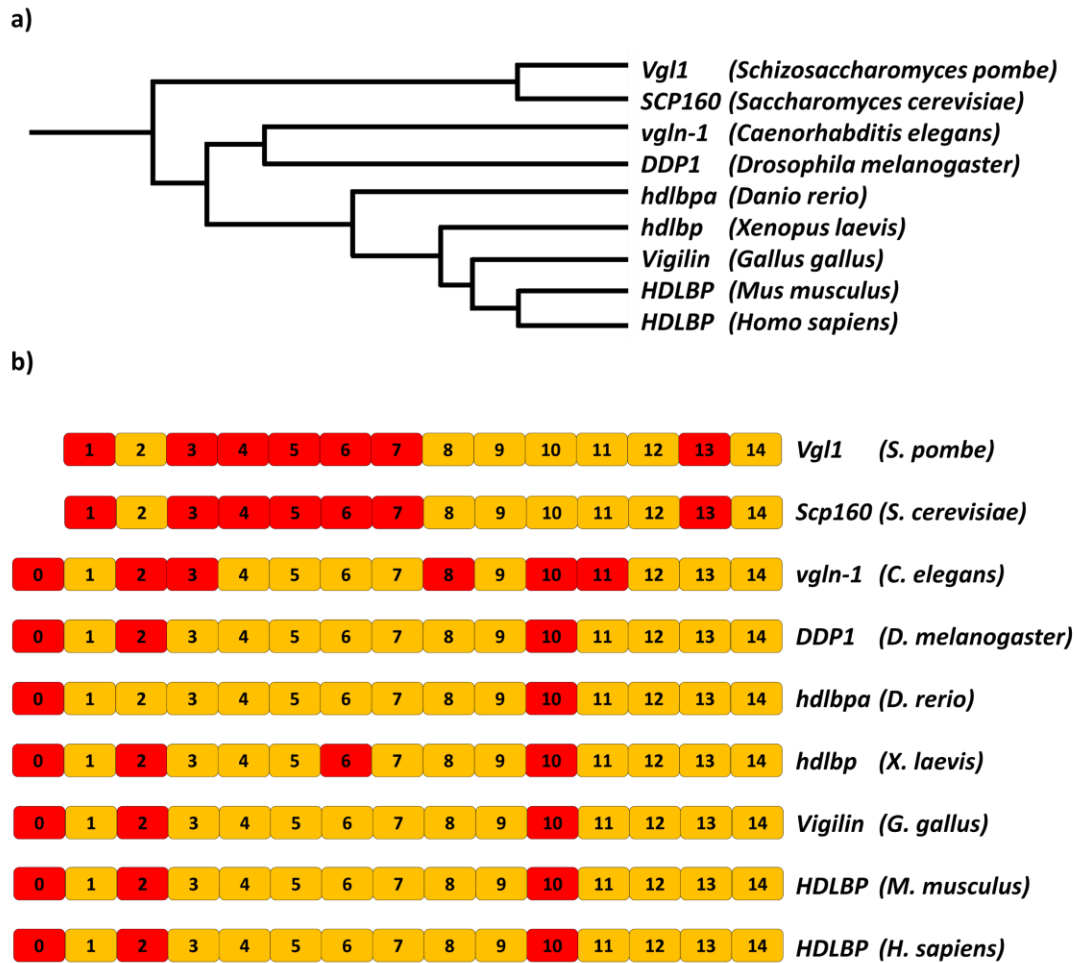 a)
Vgl1 (Schizosaccharomyces pombe)
SCP160 (Saccharomyces cerevisiae)
vgln-1 (Caenorhabditis elegans)
DDP1 (Drosophila melanogaster)
hdlbpa (Danio rerio)
hdlbp (Xenopus laevis)
Vigilin (Gallus gallus)
HDLBP (Mus musculus)
HDLBP (Homo sapiens)
b)
1 2 3 4 5 6 7 8 9 10 11 12 13 14 Vgl1 (S. pombe)
1 2 3 4 5 6 7 8 9 10 11 12 13 14 Scp160 (S. cerevisiae)
0 1 2 3 4 5 6 7 8 9 10 11 12 13 14 vgln-1 (C. elegans)
0 1 2 3 4 5 6 7 8 9 10 11 12 13 14 DDP1 (D. melanogaster)
0 1 2 3 4 5 6 7 8 9 10 11 12 13 14 hdlbpa (D. rerio)
0 1 2 3 4 5 6 7 8 9 10 11 12 13 14 hdlbp (X. laevis)
0 1 2 3 4 5 6 7 8 9 10 11 12 13 14 Vigilin (G. gallus)
0 1 2 3 4 5 6 7 8 9 10 11 12 13 14 HDLBP (M. musculus)
0 1 2 3 4 5 6 7 8 9 10 11 12 13 14 HDLBP (H. sapiens)